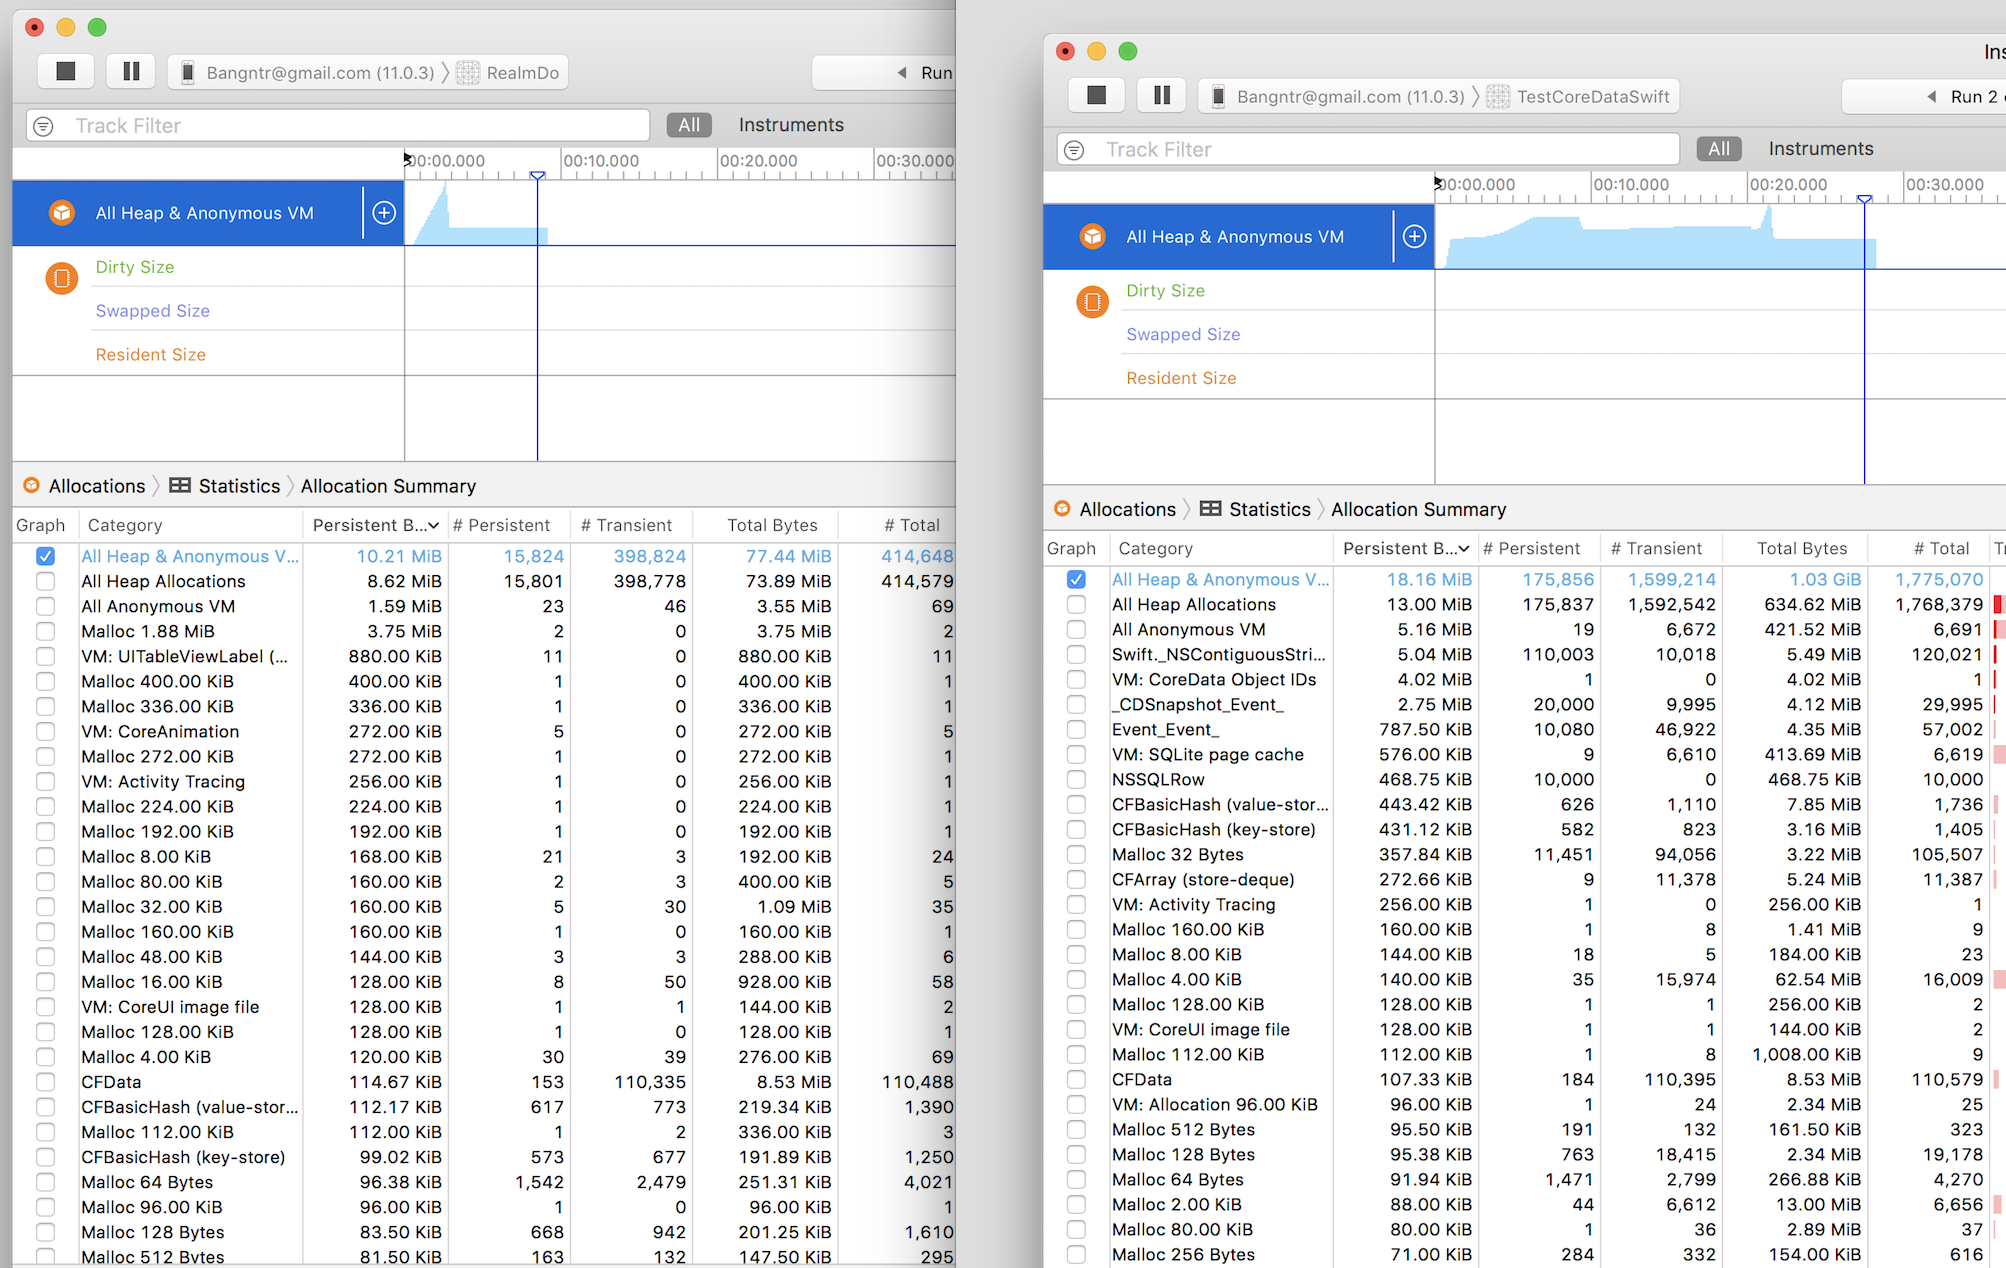 Bangntr@gmail.com (11.0.3) 〉 RealmDo
Run
Track Filter
All
Instruments
00:00.000 00:10.000 00:20.000 00:30.000
All Heap & Anonymous VM
Dirty Size
Swapped Size
Resident Size
Allocations 〉 Statistics 〉 Allocation Summary
Graph Category Persistent B... # Persistent # Transient Total Bytes # Total
All Heap & Anonymous V... 10.21 MiB 15,824 398,824 77.44 MiB 414,648
All Heap Allocations 8.62 MiB 15,801 398,778 73.89 MiB 414,579
All Anonymous VM 1.59 MiB 23 46 3.55 MiB 69
Malloc 1.88 MiB 3.75 MiB 2 0 3.75 MiB 2
VM: UITableViewLabel (... 880.00 KiB 11 0 880.00 KiB 11
Malloc 400.00 KiB 400.00 KiB 1 0 400.00 KiB 1
Malloc 336.00 KiB 336.00 KiB 1 0 336.00 KiB 1
VM: CoreAnimation 272.00 KiB 5 0 272.00 KiB 5
Malloc 272.00 KiB 272.00 KiB 1 0 272.00 KiB 1
VM: Activity Tracing 256.00 KiB 1 0 256.00 KiB 1
Malloc 224.00 KiB 224.00 KiB 1 0 224.00 KiB 1
Malloc 192.00 KiB 192.00 KiB 1 0 192.00 KiB 1
Malloc 8.00 KiB 168.00 KiB 21 3 192.00 KiB 24
Malloc 80.00 KiB 160.00 KiB 2 3 400.00 KiB 5
Malloc 32.00 KiB 160.00 KiB 5 30 1.09 MiB 35
Malloc 160.00 KiB 160.00 KiB 1 0 160.00 KiB 1
Malloc 48.00 KiB 144.00 KiB 3 3 288.00 KiB 6
Malloc 16.00 KiB 128.00 KiB 8 50 928.00 KiB 58
VM: CoreUI image file 128.00 KiB 1 1 144.00 KiB 2
Malloc 128.00 KiB 128.00 KiB 1 0 128.00 KiB 1
Malloc 4.00 KiB 120.00 KiB 30 39 276.00 KiB 69
CFData 114.67 KiB 153 110,335 8.53 MiB 110,488
CFBasicHash (value-stor... 112.17 KiB 617 773 219.34 KiB 1,390
Malloc 112.00 KiB 112.00 KiB 1 2 336.00 KiB 3
CFBasicHash (key-store) 99.02 KiB 573 677 191.89 KiB 1,250
Malloc 64 Bytes 96.38 KiB 1,542 2,479 251.31 KiB 4,021
Malloc 96.00 KiB 96.00 KiB 1 0 96.00 KiB 1
Malloc 128 Bytes 83.50 KiB 668 942 201.25 KiB 1,610
Malloc 512 Bytes 81.50 KiB 163 132 147.50 KiB 295
Ins
Bangntr@gmail.com (11.0.3) 〉 TestCoreDataSwift
Run 2
Track Filter
All
Instruments
00:00.000 00:10.000 00:20.000 00:30.000
All Heap & Anonymous VM
Dirty Size
Swapped Size
Resident Size
Allocations 〉 Statistics 〉 Allocation Summary
Graph Category Persistent B... # Persistent # Transient Total Bytes # Total
All Heap & Anonymous V... 18.16 MiB 175,856 1,599,214 1.03 GiB 1,775,070
All Heap Allocations 13.00 MiB 175,837 1,592,542 634.62 MiB 1,768,379
All Anonymous VM 5.16 MiB 19 6,672 421.52 MiB 6,691
Swift._NSContiguousStri... 5.04 MiB 110,003 10,018 5.49 MiB 120,021
VM: CoreData Object IDs 4.02 MiB 1 0 4.02 MiB 1
_CDSnapshot_Event_ 2.75 MiB 20,000 9,995 4.12 MiB 29,995
Event_Event_ 787.50 KiB 10,080 46,922 4.35 MiB 57,002
VM: SQLite page cache 576.00 KiB 9 6,610 413.69 MiB 6,619
NSSQLRow 468.75 KiB 10,000 0 468.75 KiB 10,000
CFBasicHash (value-stor... 443.42 KiB 626 1,110 7.85 MiB 1,736
CFBasicHash (key-store) 431.12 KiB 582 823 3.16 MiB 1,405
Malloc 32 Bytes 357.84 KiB 11,451 94,056 3.22 MiB 105,507
CFArray (store-deque) 272.66 KiB 9 11,378 5.24 MiB 11,387
VM: Activity Tracing 256.00 KiB 1 0 256.00 KiB 1
Malloc 160.00 KiB 160.00 KiB 1 8 1.41 MiB 9
Malloc 8.00 KiB 144.00 KiB 18 5 184.00 KiB 23
Malloc 4.00 KiB 140.00 KiB 35 15,974 62.54 MiB 16,009
Malloc 128.00 KiB 128.00 KiB 1 1 256.00 KiB 2
VM: CoreUI image file 128.00 KiB 1 1 144.00 KiB 2
Malloc 112.00 KiB 112.00 KiB 1 8 1,008.00 KiB 9
CFData 107.33 KiB 184 110,395 8.53 MiB 110,579
VM: Allocation 96.00 KiB 96.00 KiB 1 24 2.34 MiB 25
Malloc 512 Bytes 95.50 KiB 191 132 161.50 KiB 323
Malloc 128 Bytes 95.38 KiB 763 18,415 2.34 MiB 19,178
Malloc 64 Bytes 91.94 KiB 1,471 2,799 266.88 KiB 4,270
Malloc 2.00 KiB 88.00 KiB 44 6,612 13.00 MiB 6,656
Malloc 80.00 KiB 80.00 KiB 1 36 2.89 MiB 37
Malloc 256 Bytes 71.00 KiB 284 332 154.00 KiB 616